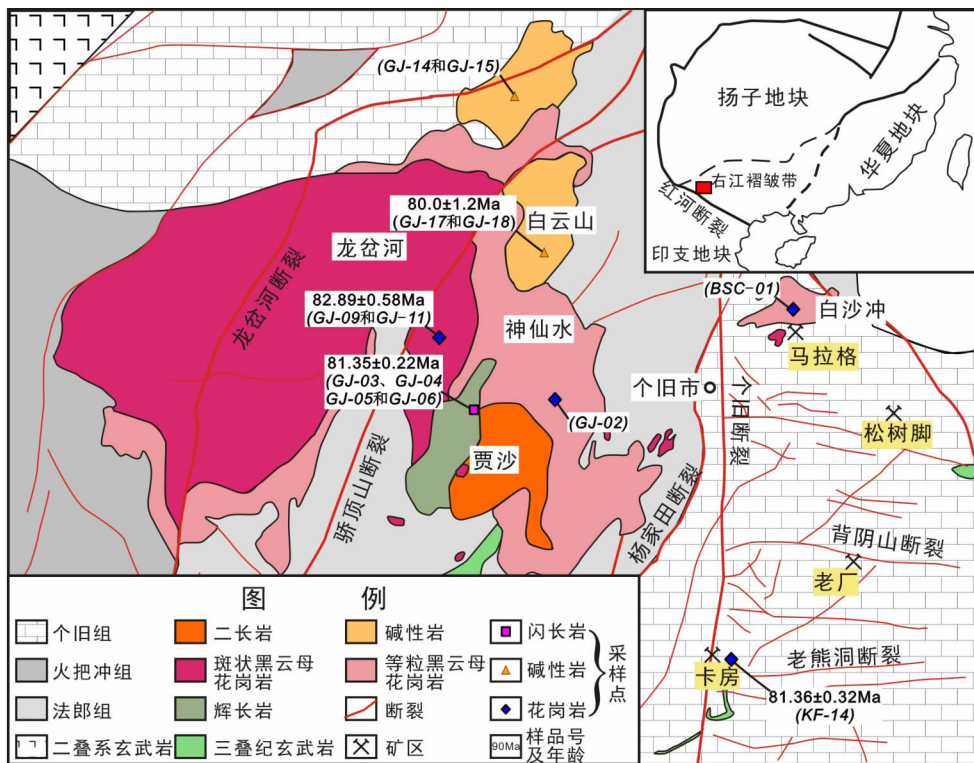 (GJ-14和GJ-15)
扬子地块
华夏地块
右江褶皱带
红河断裂
印支地块
80.0±1.2Ma
(GJ-17和GJ-18)
白云山
龙岔河
龙岔河断裂
82.89±0.58Ma
(GJ-09和GJ-11)
神仙水
81.35±0.22Ma
(GJ-03、GJ-04
GJ-05和GJ-06)
(GJ-02)
贾沙
骄顶山断裂
杨家田断裂
(BSC-01)
白沙冲
马拉格
个旧市
个旧断裂
松树脚
背阴山断裂
老厂
老熊洞断裂
卡房
81.36±0.32Ma
(KF-14)
图 例
个旧组
二长岩
碱性岩
闪长岩
火把冲组
斑状黑云母
花岗岩
等粒黑云母
花岗岩
碱性岩
法郎组
辉长岩
断裂
花岗岩
采样点
二叠系玄武岩
三叠纪玄武岩
矿区
90Ma
样品号
及年龄